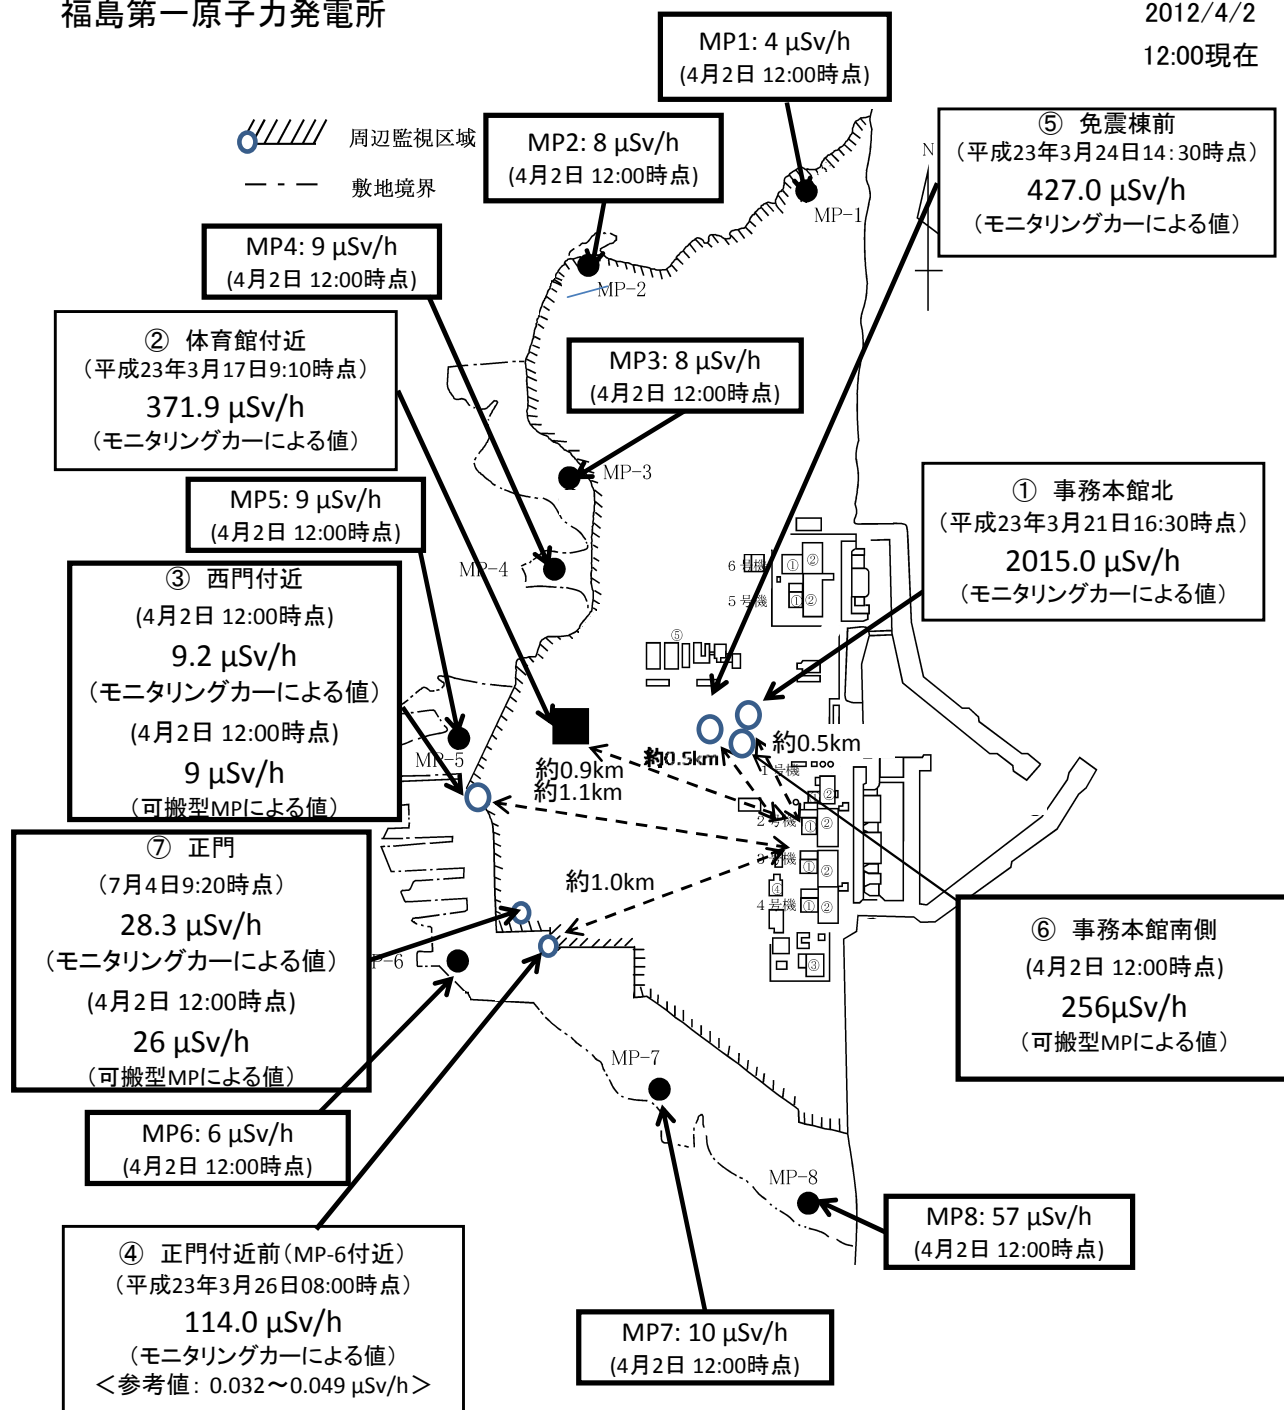 福島第一原子力発電所
2012/4/2
12:00現在
MP1: 4 μSv/h
(4月2日 12:00時点)
周辺監視区域
敷地境界
MP2: 8 μSv/h
(4月2日 12:00時点)
⑤ 免震棟前
(平成23年3月24日14:30時点)
427.0 μSv/h
(モニタリングカーによる値)
N
MP-1
MP4: 9 μSv/h
(4月2日 12:00時点)
MP-2
② 体育館付近
(平成23年3月17日9:10時点)
371.9 μSv/h
(モニタリングカーによる値)
MP3: 8 μSv/h
(4月2日 12:00時点)
MP-3
① 事務本館北
(平成23年3月21日16:30時点)
2015.0 μSv/h
(モニタリングカーによる値)
MP5: 9 μSv/h
(4月2日 12:00時点)
MP-4
6号機
① ②
5号機
① ②
③ 西門付近
(4月2日 12:00時点)
9.2 μSv/h
(モニタリングカーによる値)
(4月2日 12:00時点)
9 μSv/h
(可搬型MPによる値)
⑤
MP-5
約0.9km
約1.1km
約0.5km
約0.5km
1号機
① ②
2号機
① ②
3号機
① ②
④
4号機
① ②
③
約1.0km
⑦ 正門
(7月4日9:20時点)
28.3 μSv/h
(モニタリングカーによる値)
(4月2日 12:00時点)
26 μSv/h
(可搬型MPによる値)
P-6
⑥ 事務本館南側
(4月2日 12:00時点)
256μSv/h
(可搬型MPによる値)
MP-7
MP6: 6 μSv/h
(4月2日 12:00時点)
MP-8
MP8: 57 μSv/h
(4月2日 12:00時点)
④ 正門付近前(MP-6付近)
(平成23年3月26日08:00時点)
114.0 μSv/h
(モニタリングカーによる値)
＜参考値: 0.032～0.049 μSv/h＞
MP7: 10 μSv/h
(4月2日 12:00時点)